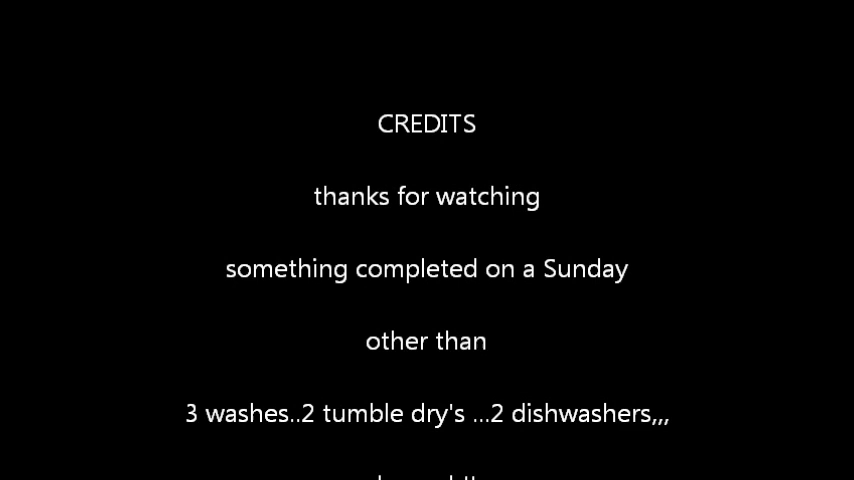 CREDITS
thanks for watching
something completed on a Sunday
other than
3 washes..2 tumble dry's ...2 dishwashers,,,